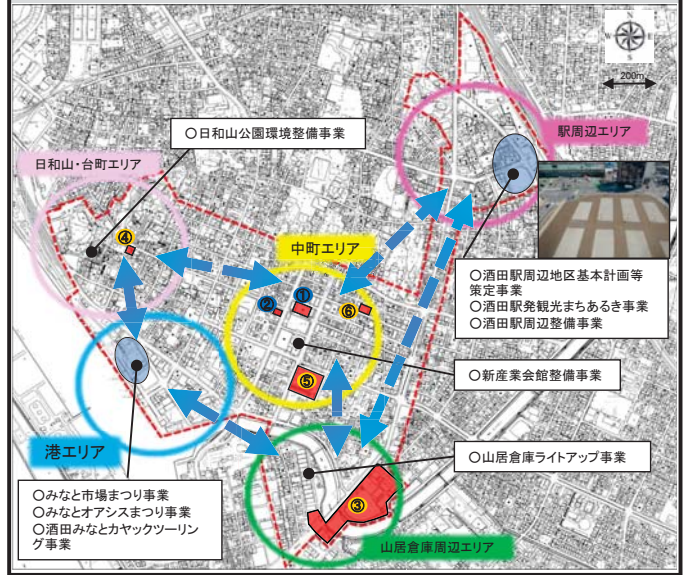 N
W E
S
200m
○日和山公園環境整備事業
駅周辺エリア
日和山・台町エリア
④
中町エリア
①
②
⑥
○酒田駅周辺地区基本計画等
策定事業
○酒田駅発観光まちあるき事業
○酒田駅周辺整備事業
⑤
○新産業会館整備事業
港エリア
○山居倉庫ライトアップ事業
○みなと市場まつり事業
○みなとオアシスまつり事業
○酒田みなとカヤックツーリン
グ事業
③
山居倉庫周辺エリア